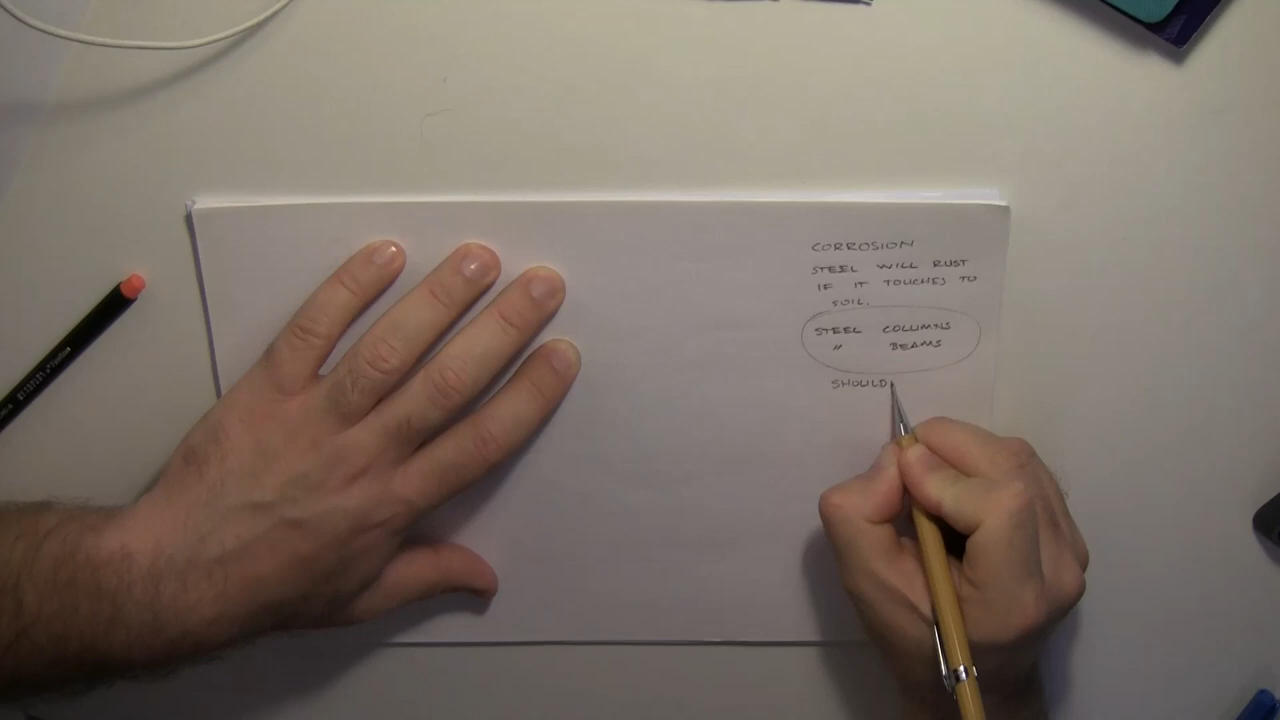 CORROSION
STEEL WILL RUST
IF IT TOUCHES TO
SOIL.
STEEL COLUMNS
" BEAMS
SHOULD